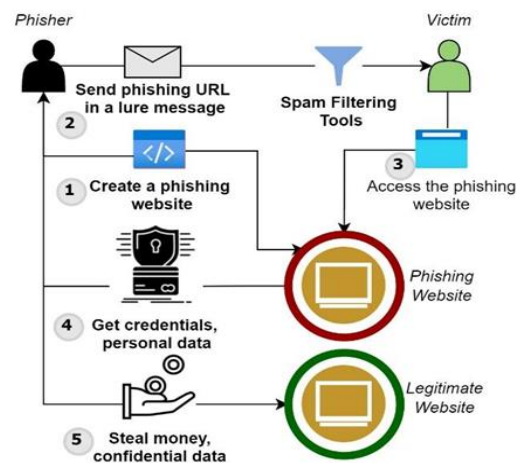 Phisher
Victim
Send phishing URL
in a lure message
Spam Filtering
Tools
2
</>
1
Create a phishing
website
3
Access the phishing
website
Phishing
Website
4
Get credentials,
personal data
Legitimate
Website
5
Steal money,
confidential data